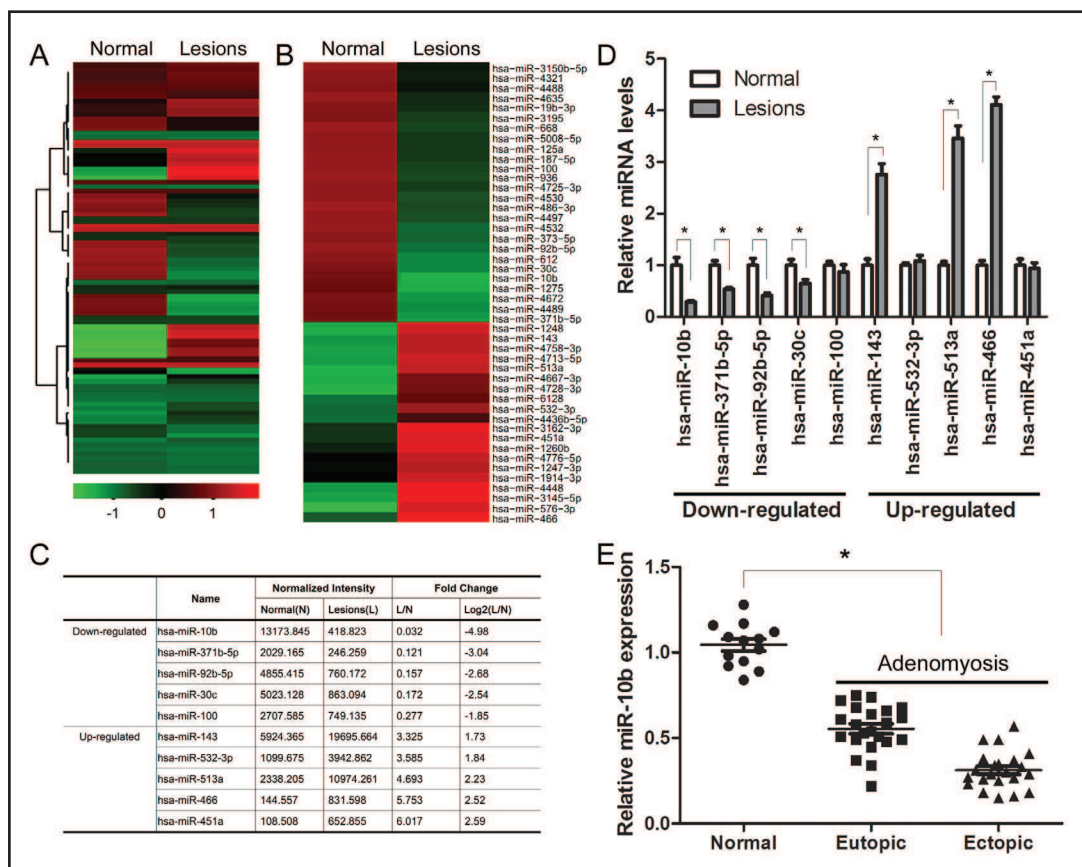 A
Normal Lesions
-1 0 1
B
Normal Lesions
hsa-miR-3150b-5p
hsa-miR-4321
hsa-miR-4488
hsa-miR-4635
hsa-miR-19b-3p
hsa-miR-3195
hsa-miR-668
hsa-miR-5008-5p
hsa-miR-125a
hsa-miR-187-5p
hsa-miR-100
hsa-miR-936
hsa-miR-4725-3p
hsa-miR-4530
hsa-miR-486-3p
hsa-miR-4497
hsa-miR-4532
hsa-miR-373-5p
hsa-miR-92b-5p
hsa-miR-612
hsa-miR-30c
hsa-miR-10b
hsa-miR-1275
hsa-miR-4672
hsa-miR-4489
hsa-miR-371b-5p
hsa-miR-1248
hsa-miR-143
hsa-miR-4758-3p
hsa-miR-4713-5p
hsa-miR-513a
hsa-miR-4667-3p
hsa-miR-4728-3p
hsa-miR-6128
hsa-miR-532-3p
hsa-miR-4436b-5p
hsa-miR-3162-3p
hsa-miR-451a
hsa-miR-1260b
hsa-miR-4776-5p
hsa-miR-1247-3p
hsa-miR-1914-3p
hsa-miR-4448
hsa-miR-3145-5p
hsa-miR-576-3p
hsa-miR-466
C
Name Normalized Intensity Fold Change
Normal(N) Lesions(L) L/N Log2(L/N)
Down-regulated hsa-miR-10b 13173.845 418.823 0.032 -4.98
hsa-miR-371b-5p 2029.165 246.259 0.121 -3.04
hsa-miR-92b-5p 4855.415 760.172 0.157 -2.68
hsa-miR-30c 5023.128 863.094 0.172 -2.54
hsa-miR-100 2707.585 749.135 0.277 -1.85
Up-regulated hsa-miR-143 5924.365 19695.664 3.325 1.73
hsa-miR-532-3p 1099.675 3942.862 3.585 1.84
hsa-miR-513a 2338.205 10974.261 4.693 2.23
hsa-miR-466 144.557 831.598 5.753 2.52
hsa-miR-451a 108.508 652.855 6.017 2.59
D
Relative miRNA levels
5
4
3
2
1
0
Normal
Lesions
* * * * * * *
hsa-miR-10b
hsa-miR-371b-5p
hsa-miR-92b-5p
hsa-miR-30c
hsa-miR-100
hsa-miR-143
hsa-miR-532-3p
hsa-miR-513a
hsa-miR-466
hsa-miR-451a
Down-regulated Up-regulated
E
Relative miR-10b expression
1.5
1.0
0.5
0.0
*
Adenomyosis
Normal Eutopic Ectopic